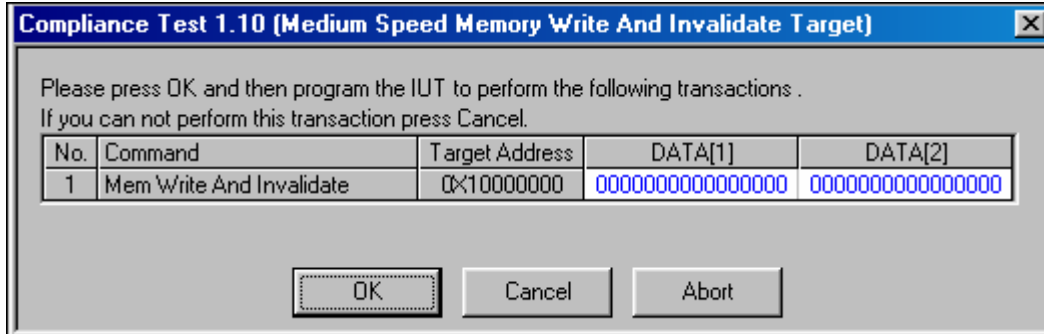 Compliance Test 1.10 (Medium Speed Memory Write And Invalidate Target)
Please press OK and then program the IUT to perform the following transactions .
If you can not perform this transaction press Cancel.
No. Command Target Address DATA[1] DATA[2]
1 Mem Write And Invalidate 0X10000000 0000000000000000 0000000000000000
OK Cancel Abort